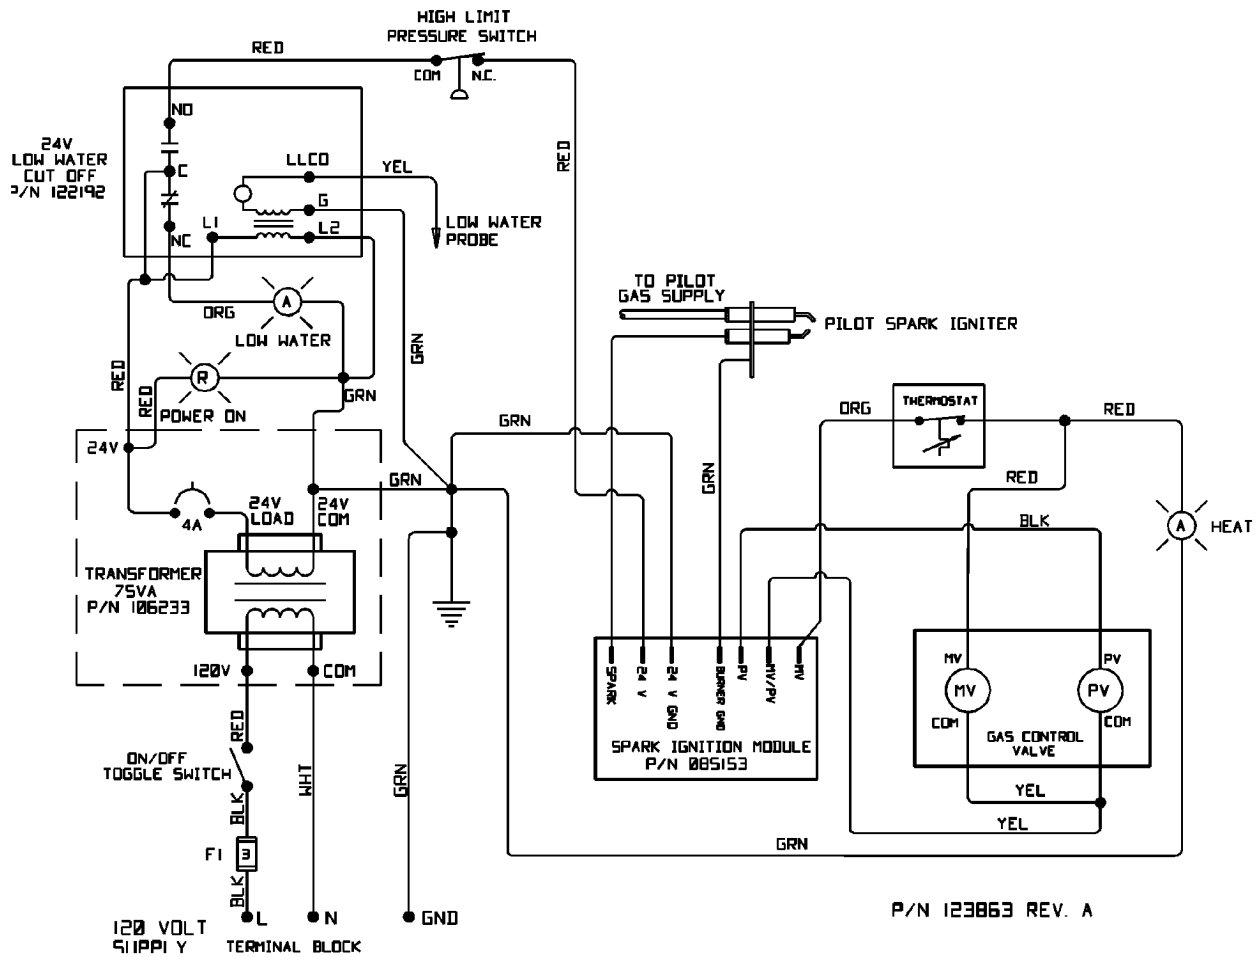 HIGH LIMIT
PRESSURE SWITCH
RED
COM
N.C.
NO
24V
LOW WATER
CUT OFF
P/N 122192
C
LLCO
YEL
RED
G
L1
L2
NC
LOW WATER
PROBE
ORG
A
LOW WATER
GRN
TO PILOT
GAS SUPPLY
PILOT SPARK IGNITER
RED
RED
R
POWER ON
GRN
THERMOSTAT
ORG
RED
24V
GRN
GRN
GRN
RED
4A
24V
LOAD
24V
COM
BLK
A
HEAT
TRANSFORMER
75VA
P/N 106233
120V
COM
SPARK
24 V
24 V GND
BURNER GND
PV
MV/PV
MV
SPARK IGNITION MODULE
P/N 085153
MV
PV
MV
PV
COM
COM
GAS CONTROL
VALVE
RED
ON/OFF
TOGGLE SWITCH
WHT
GRN
BLK
YEL
YEL
GRN
F1
3
BLK
L
N
GND
120 VOLT
SUPPLY
TERMINAL BLOCK
P/N 123863 REV. A